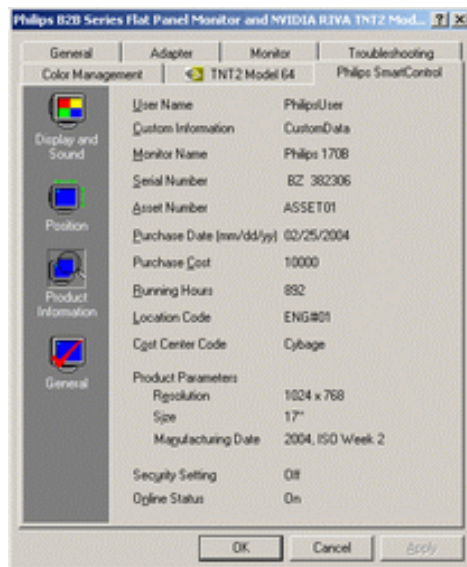 Philips B2B Series Flat Panel Monitor and NVIDIA RIVA TNT2 Mod...
General Adapter Monitor Troubleshooting
Color Management TNT2 Model 64 Philips SmartControl
Display and Sound
Position
Product Information
General
User Name PhilipsUser
Custom Information CustomData
Monitor Name Philips 170B
Serial Number BZ 382306
Asset Number ASSET01
Purchase Date (mm/dd/yy) 02/25/2004
Purchase Cost 10000
Running Hours 892
Location Code ENG#01
Cost Center Code Cybage
Product Parameters
Resolution 1024 x 768
Size 17"
Manufacturing Date 2004, ISO Week 2
Security Setting Off
Online Status On
OK Cancel Apply